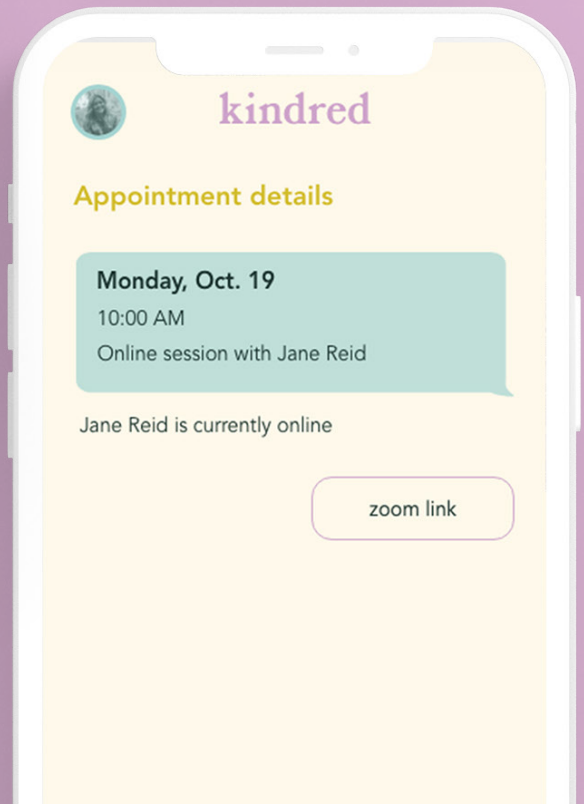 kindred
Appointment details
Monday, Oct. 19
10:00 AM
Online session with Jane Reid
Jane Reid is currently online
zoom link